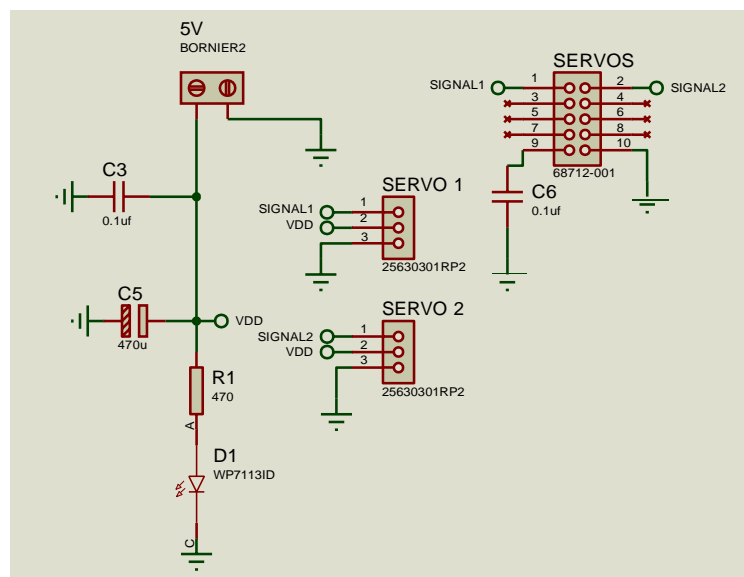 5V
BORNIER2
C3
0.1uf
C5
470u
VDD
R1
470
A
D1
WP7113ID
C
SERVO 1
SIGNAL1
VDD
1
2
3
25630301RP2
SERVO 2
SIGNAL2
VDD
1
2
3
25630301RP2
SERVOS
SIGNAL1
1
2
SIGNAL2
3
4
5
6
7
8
9
10
68712-001
C6
0.1uf